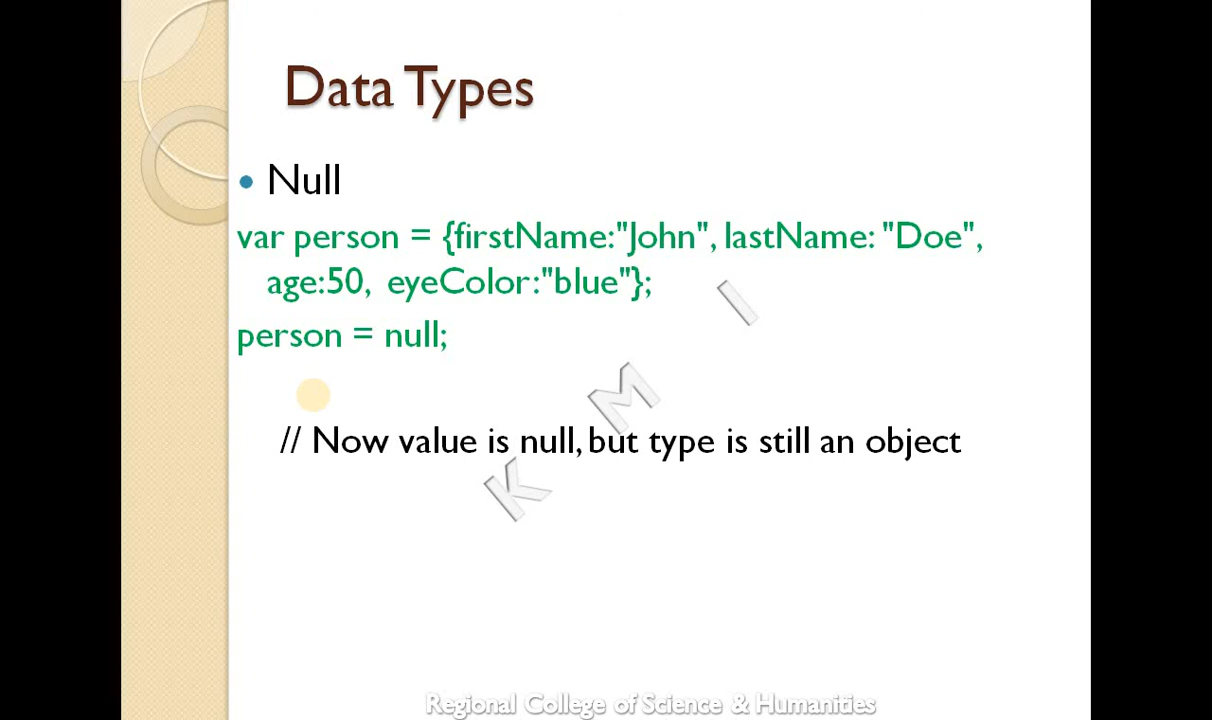 Data Types
• Null
var person = {firstName:"John", lastName: "Doe",
age:50, eyeColor:"blue"};
person = null;
// Now value is null, but type is still an object
K M I
Regional College of Science & Humanities